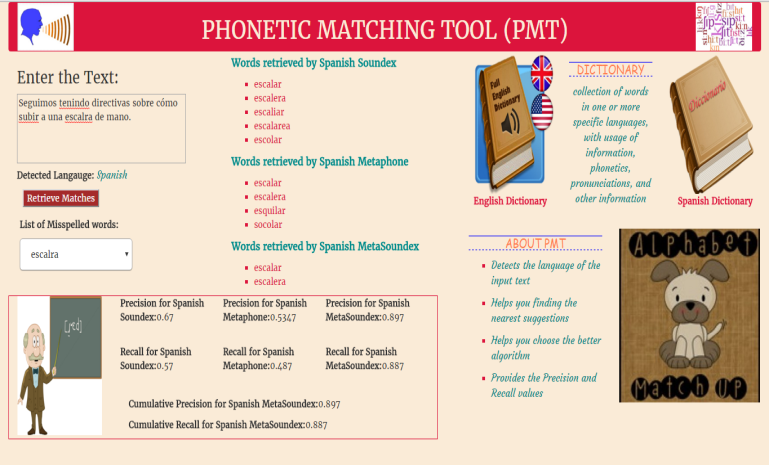 PHONETIC MATCHING TOOL (PMT)
Enter the Text:
Seguimos tenindo directivas sobre cómo
subir a una escaira de mano.
Detected Langauge: Spanish
Retrieve Matches
List of Misspelled words:
escalra
Words retrieved by Spanish Soundex
escalar
escalera
escaliar
escalarea
escolar
Words retrieved by Spanish Metaphone
escalar
escalera
esquilar
socolar
Words retrieved by Spanish MetaSoundex
escalar
escalera
Full
English
Dictionary
English Dictionary
DICTIONARY
collection of words
in one or more
specific languages,
with usage of
information,
phonetics,
pronunciations, and
other information
Diccionario
Spanish Dictionary
ABOUT PMT
Detects the language of the
input text
Helps you finding the
nearest suggestions
Helps you choose the better
algorithm
Provides the Precision and
Recall values
Alphabet
Match Up
[red]
Precision for Spanish
Soundex:0.67
Precision for Spanish
Metaphone:0.5347
Precision for Spanish
MetaSoundex:0.897
Recall for Spanish
Soundex:0.57
Recall for Spanish
Metaphone:0.487
Recall for Spanish
MetaSoundex:0.887
Cumulative Precision for Spanish MetaSoundex:0.897
Cumulative Recall for Spanish MetaSoundex:0.887